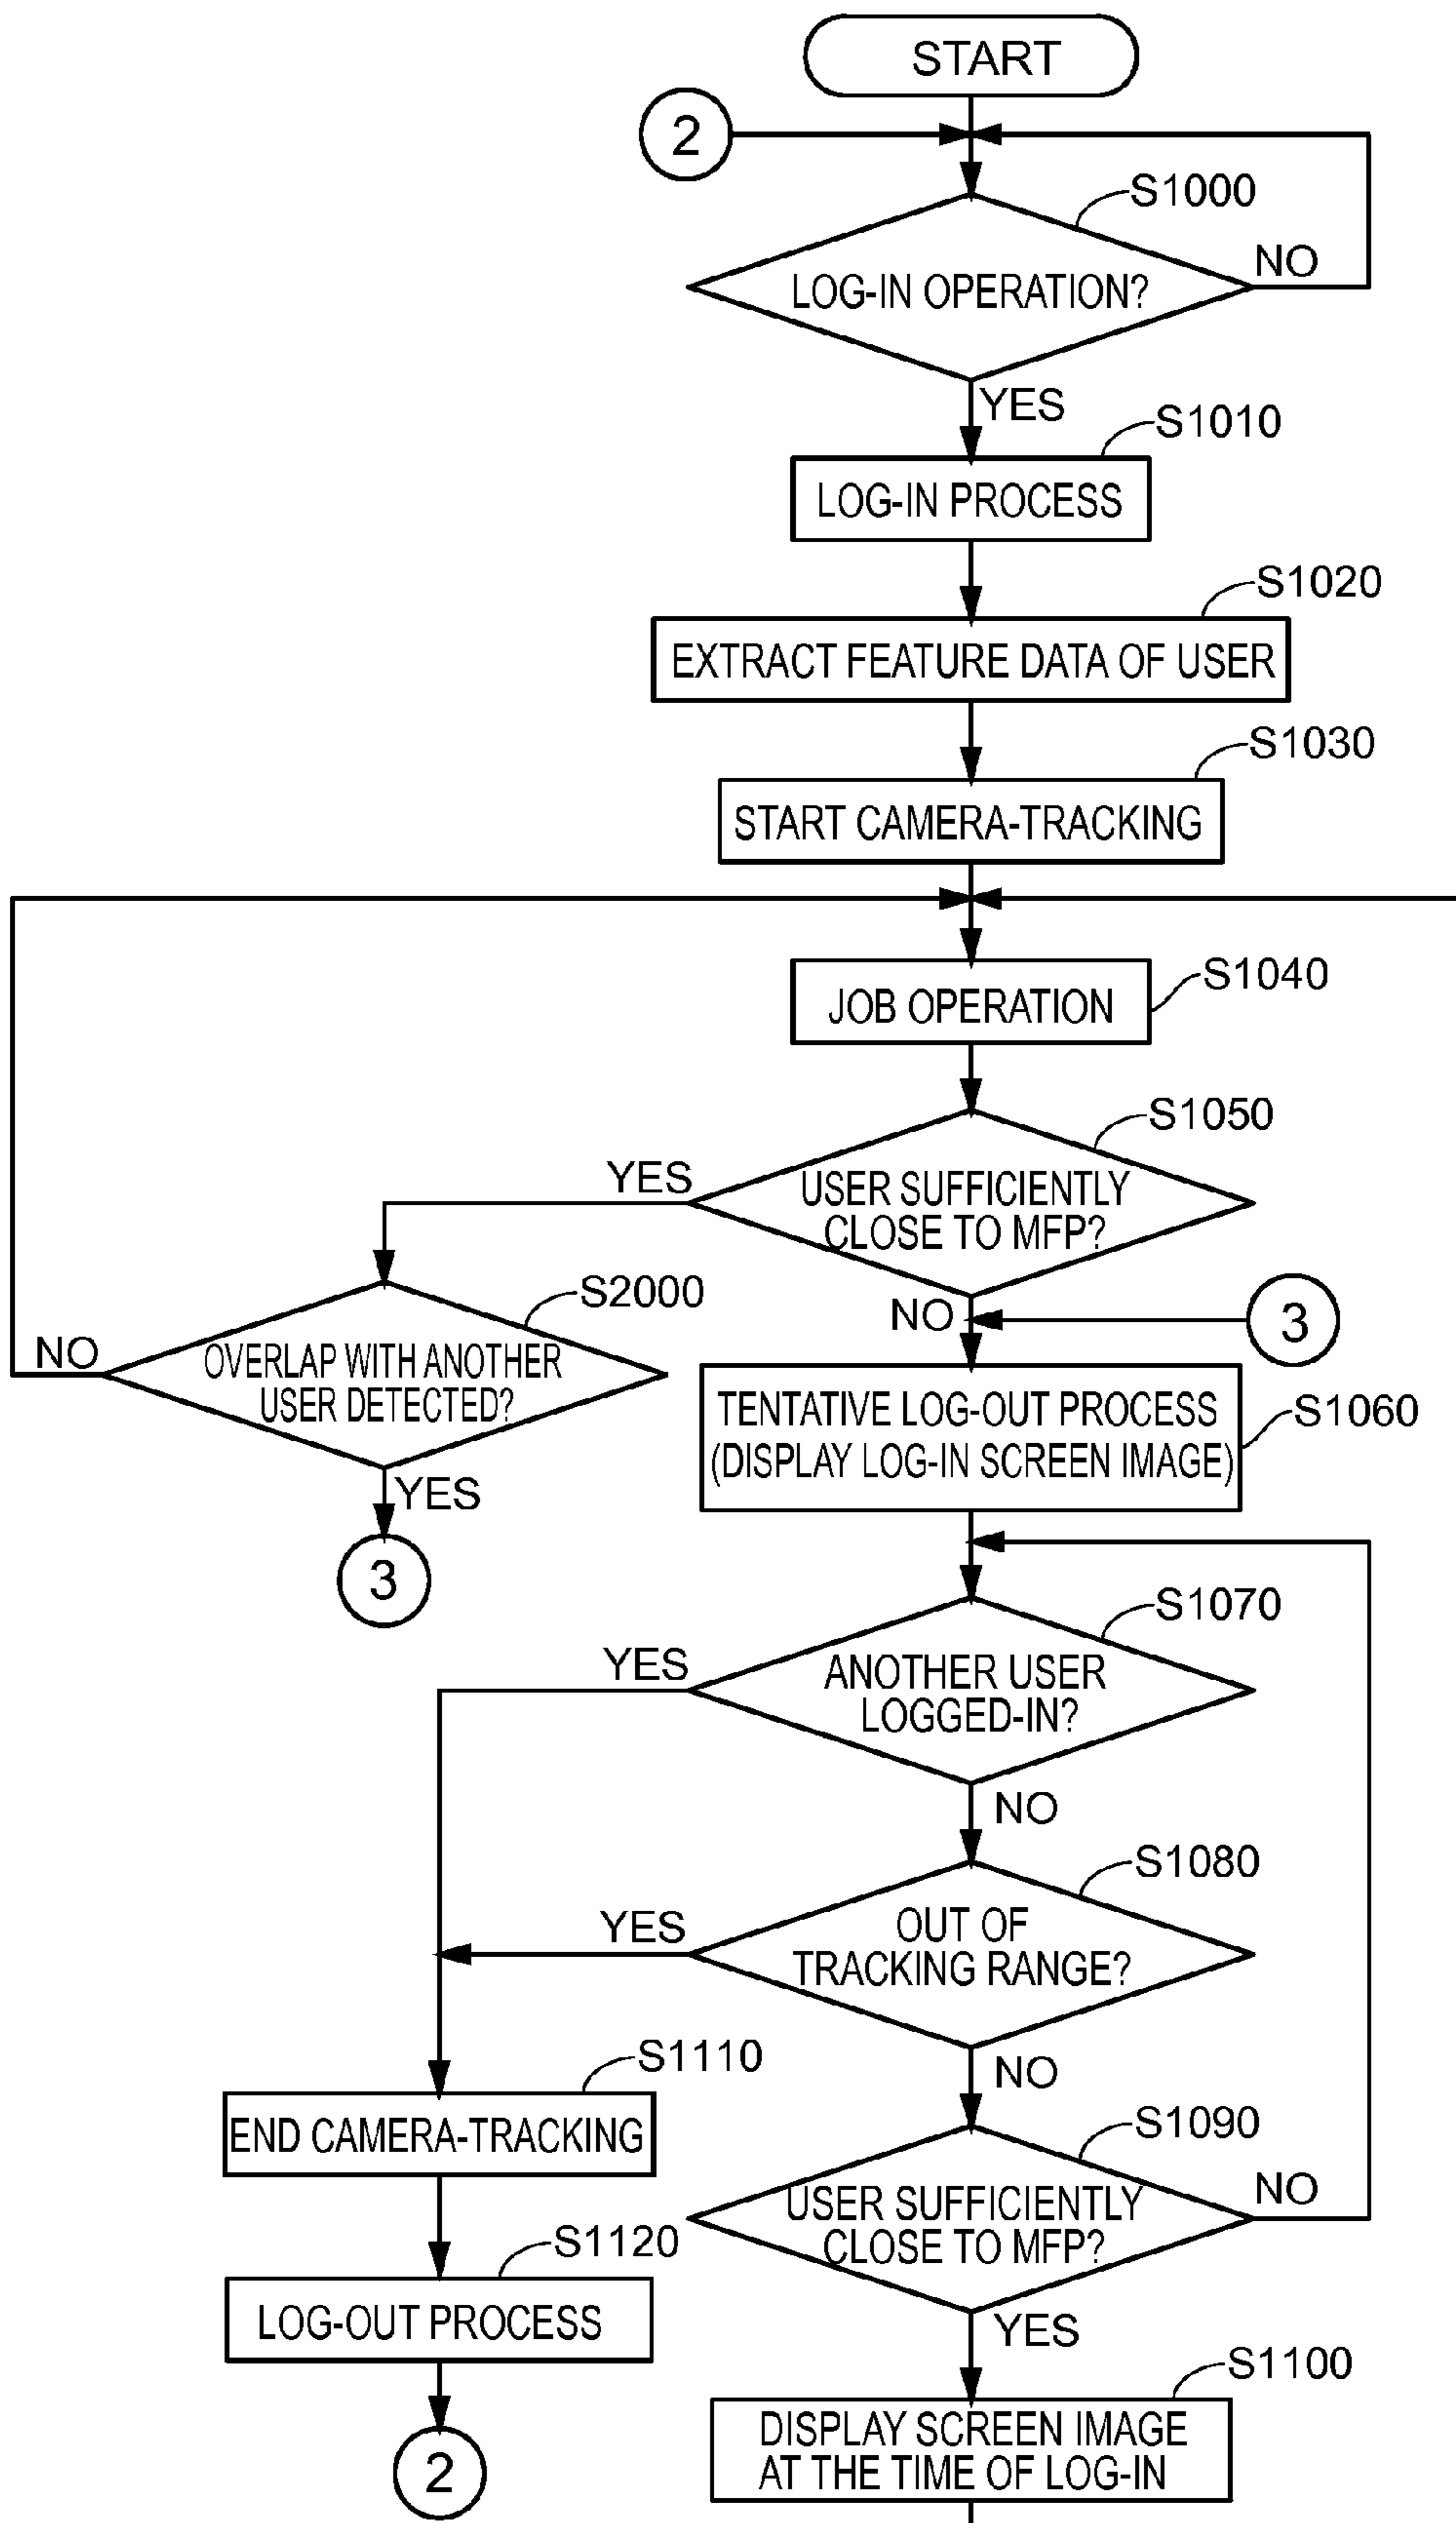 START
2
S1000
LOG-IN OPERATION?
NO
YES
S1010
LOG-IN PROCESS
S1020
EXTRACT FEATURE DATA OF USER
S1030
START CAMERA-TRACKING
S1040
JOB OPERATION
S1050
YES
USER SUFFICIENTLY
CLOSE TO MFP?
S2000
NO
3
NO
OVERLAP WITH ANOTHER
USER DETECTED?
TENTATIVE LOG-OUT PROCESS
(DISPLAY LOG-IN SCREEN IMAGE)
S1060
YES
3
S1070
YES
ANOTHER USER
LOGGED-IN?
NO
S1080
YES
OUT OF
TRACKING RANGE?
S1110
NO
END CAMERA-TRACKING
S1090
USER SUFFICIENTLY
CLOSE TO MFP?
NO
S1120
LOG-OUT PROCESS
YES
S1100
DISPLAY SCREEN IMAGE
AT THE TIME OF LOG-IN
2